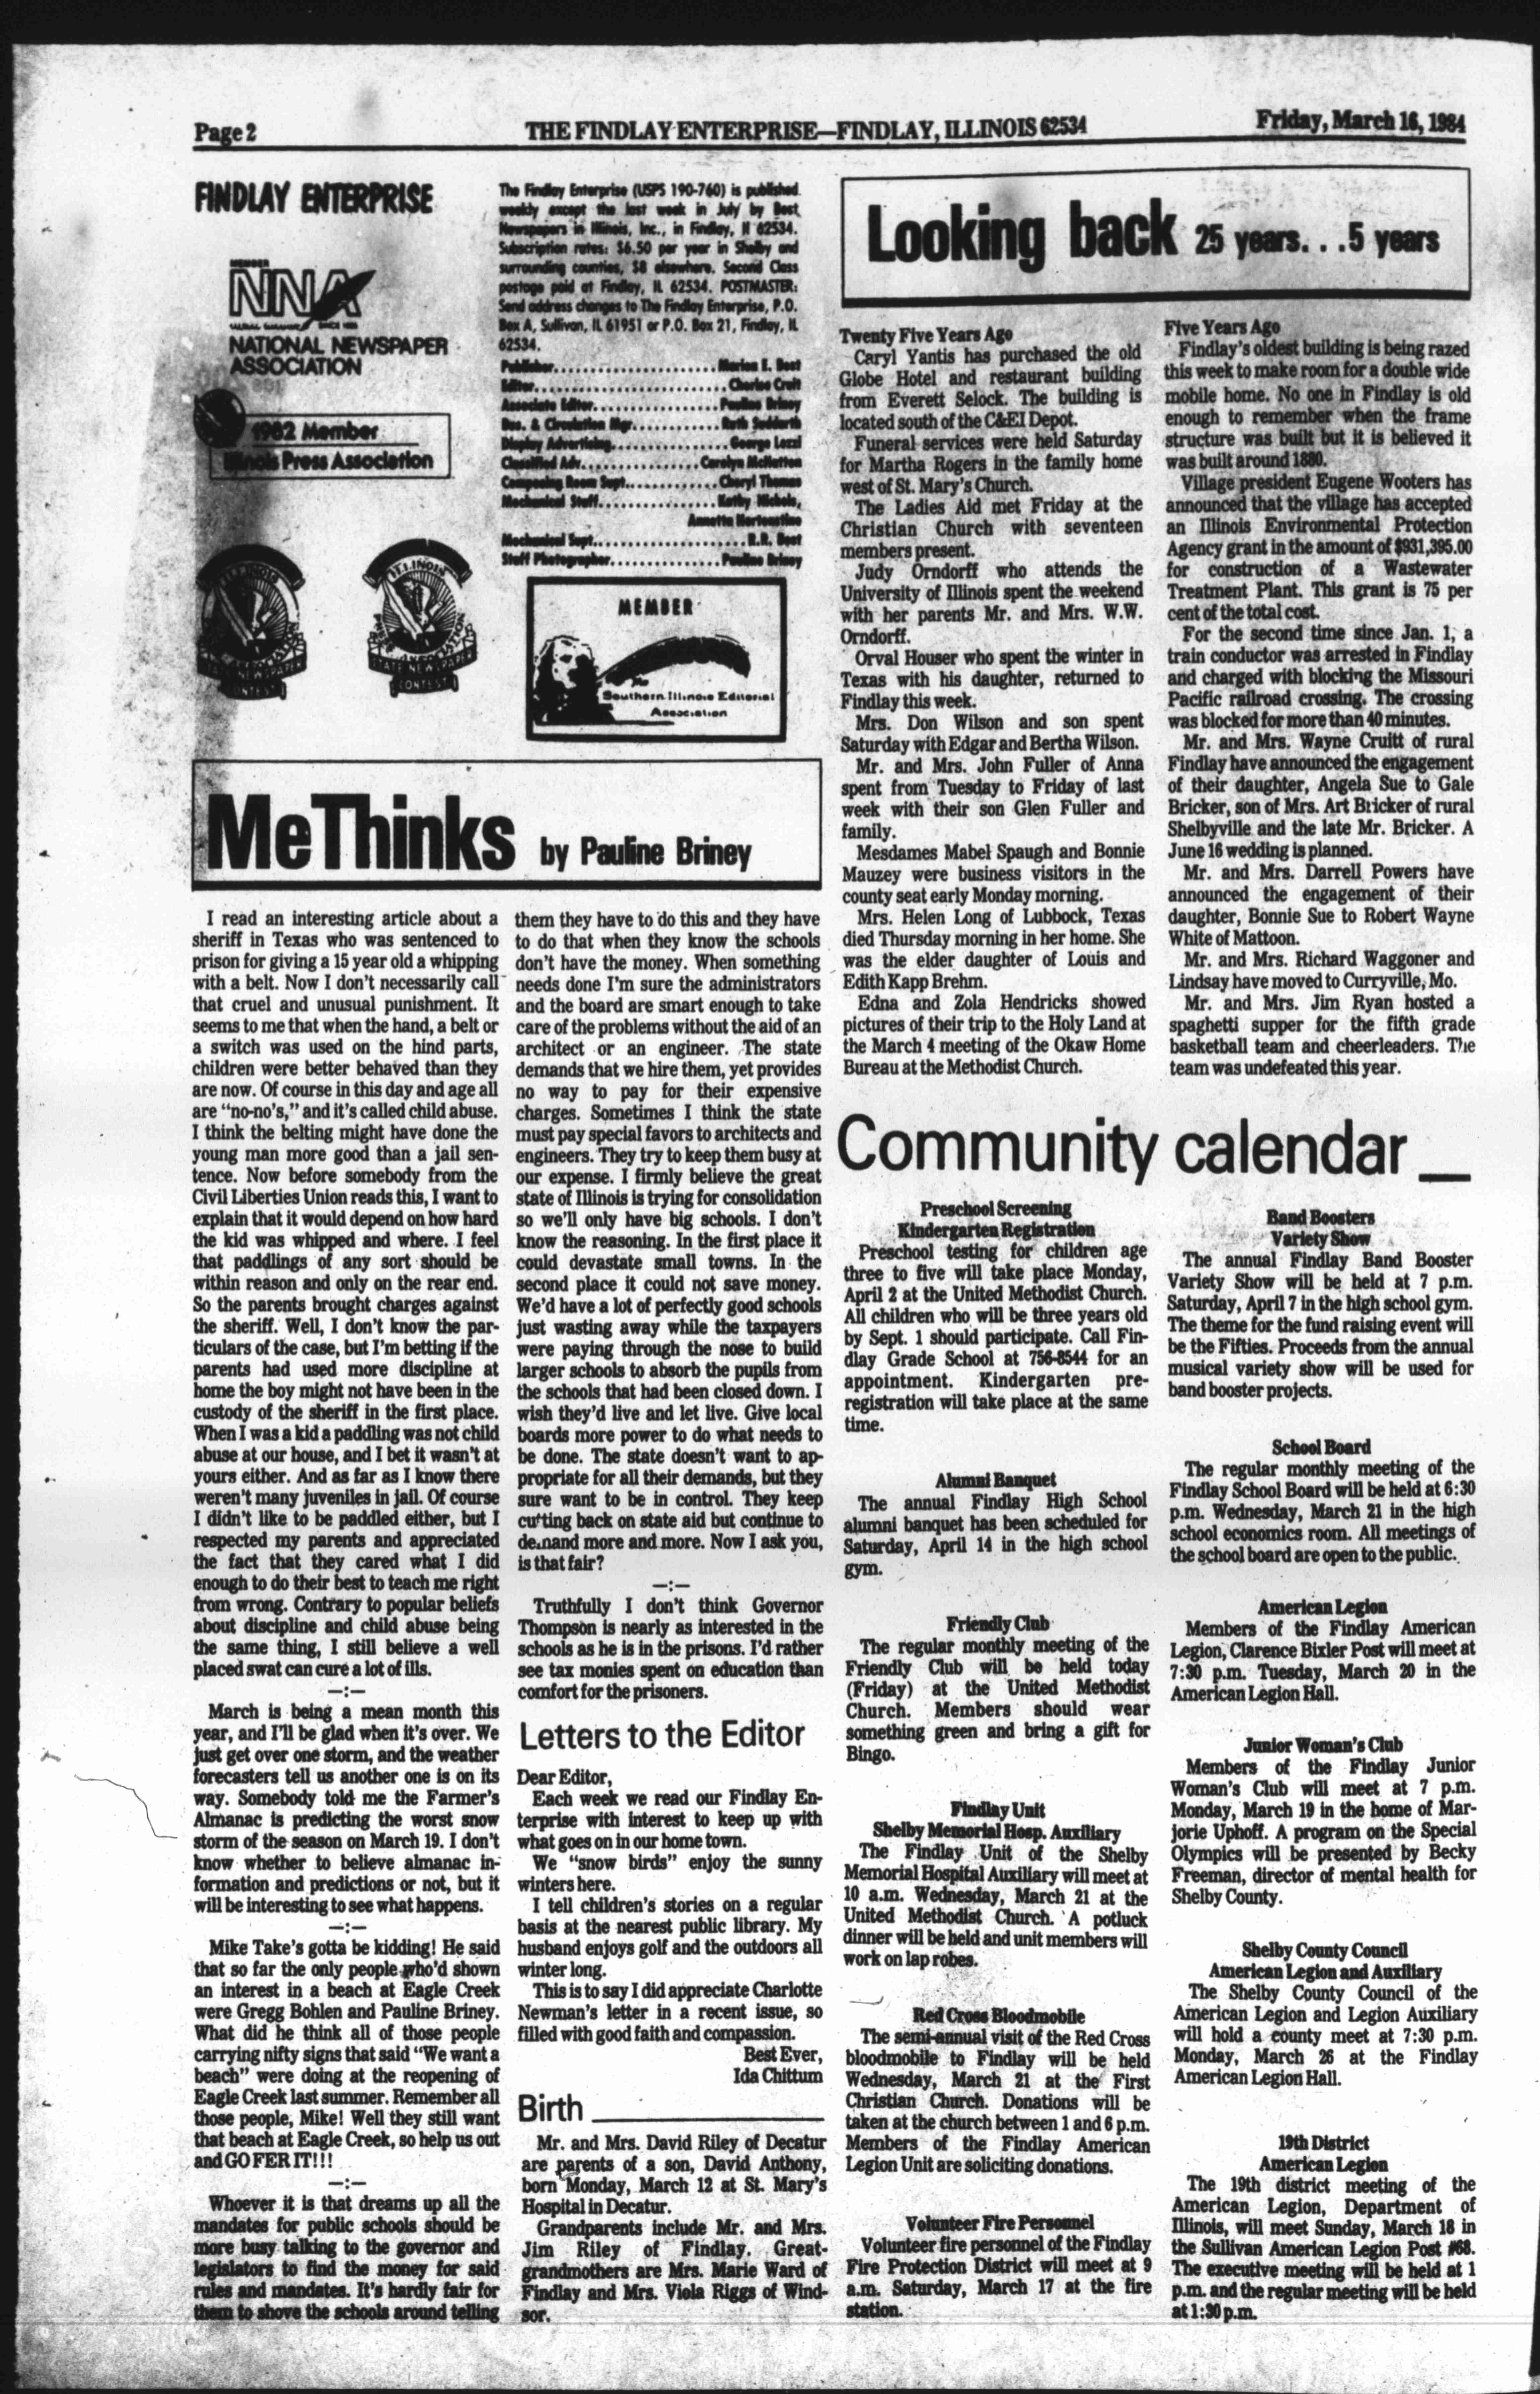 Page 2
THE FINDLAY ENTERPRISE—FINDLAY, ILLINOIS 62534
Friday, March 16, 1984
FINDLAY ENTERPRISE
MEMBER
NNA
SINCE 1885
NATIONAL NEWSPAPER
ASSOCIATION
1982 Member
Illinois Press Association
ILLINOIS
PRESS ASSOCIATION
STATE NEWSPAPER
CONTEST
The Findlay Enterprise (USPS 190-760) is published
weekly except the last week in July by Best
Newspapers in Illinois, Inc., in Findlay, Il 62534.
Subscription rates: $6.50 per year in Shelby and
surrounding counties, $8 elsewhere. Second Class
postage paid at Findlay, IL 62534. POSTMASTER:
Send address changes to The Findlay Enterprise, P.O.
Box A, Sullivan, IL 61951 or P.O. Box 21, Findlay, IL
62534.
Publisher......................Marion E. Best
Editor..........................Charlee Cruit
Associate Editor...............Pauline Briney
Bus. & Circulation Mgr...........Ruth Suddarth
Display Advertising...............George Lozzi
Classified Adv................Carolyn McNutton
Composing Room Supt............Cheryl Thomas
Mechanical Staff................Kathy Nichols,
Annetta Hortenstine
Mechanical Supt......................R.R. Best
Staff Photographer...............Pauline Briney
MEMBER
Southern Illinois Editorial
Association
MeThinks by Pauline Briney
I read an interesting article about a
sheriff in Texas who was sentenced to
prison for giving a 15 year old a whipping
with a belt. Now I don't necessarily call
that cruel and unusual punishment. It
seems to me that when the hand, a belt or
a switch was used on the hind parts,
children were better behaved than they
are now. Of course in this day and age all
are "no-no's," and it's called child abuse.
I think the belting might have done the
young man more good than a jail sen-
tence. Now before somebody from the
Civil Liberties Union reads this, I want to
explain that it would depend on how hard
the kid was whipped and where. I feel
that paddlings of any sort should be
within reason and only on the rear end.
So the parents brought charges against
the sheriff. Well, I don't know the par-
ticulars of the case, but I'm betting if the
parents had used more discipline at
home the boy might not have been in the
custody of the sheriff in the first place.
When I was a kid a paddling was not child
abuse at our house, and I bet it wasn't at
yours either. And as far as I know there
weren't many juveniles in jail. Of course
I didn't like to be paddled either, but I
respected my parents and appreciated
the fact that they cared what I did
enough to do their best to teach me right
from wrong. Contrary to popular beliefs
about discipline and child abuse being
the same thing, I still believe a well
placed swat can cure a lot of ills.
—:—
March is being a mean month this
year, and I'll be glad when it's over. We
just get over one storm, and the weather
forecasters tell us another one is on its
way. Somebody told me the Farmer's
Almanac is predicting the worst snow
storm of the season on March 19. I don't
know whether to believe almanac in-
formation and predictions or not, but it
will be interesting to see what happens.
—:—
Mike Take's gotta be kidding! He said
that so far the only people who'd shown
an interest in a beach at Eagle Creek
were Gregg Bohlen and Pauline Briney.
What did he think all of those people
carrying nifty signs that said "We want a
beach" were doing at the reopening of
Eagle Creek last summer. Remember all
those people, Mike! Well they still want
that beach at Eagle Creek, so help us out
and GO FER IT!!!
—:—
Whoever it is that dreams up all the
mandates for public schools should be
more busy talking to the governor and
legislators to find the money for said
rules and mandates. It's hardly fair for
them to shove the schools around telling
them they have to do this and they have
to do that when they know the schools
don't have the money. When something
needs done I'm sure the administrators
and the board are smart enough to take
care of the problems without the aid of an
architect or an engineer. The state
demands that we hire them, yet provides
no way to pay for their expensive
charges. Sometimes I think the state
must pay special favors to architects and
engineers. They try to keep them busy at
our expense. I firmly believe the great
state of Illinois is trying for consolidation
so we'll only have big schools. I don't
know the reasoning. In the first place it
could devastate small towns. In the
second place it could not save money.
We'd have a lot of perfectly good schools
just wasting away while the taxpayers
were paying through the nose to build
larger schools to absorb the pupils from
the schools that had been closed down. I
wish they'd live and let live. Give local
boards more power to do what needs to
be done. The state doesn't want to ap-
propriate for all their demands, but they
sure want to be in control. They keep
cutting back on state aid but continue to
demand more and more. Now I ask you,
is that fair?
—:—
Truthfully I don't think Governor
Thompson is nearly as interested in the
schools as he is in the prisons. I'd rather
see tax monies spent on education than
comfort for the prisoners.
Letters to the Editor
Dear Editor,
Each week we read our Findlay En-
terprise with interest to keep up with
what goes on in our home town.
We "snow birds" enjoy the sunny
winters here.
I tell children's stories on a regular
basis at the nearest public library. My
husband enjoys golf and the outdoors all
winter long.
This is to say I did appreciate Charlotte
Newman's letter in a recent issue, so
filled with good faith and compassion.
Best Ever,
Ida Chittum
Birth
Mr. and Mrs. David Riley of Decatur
are parents of a son, David Anthony,
born Monday, March 12 at St. Mary's
Hospital in Decatur.
Grandparents include Mr. and Mrs.
Jim Riley of Findlay. Great-
grandmothers are Mrs. Marie Ward of
Findlay and Mrs. Viola Riggs of Wind-
sor.
Looking back 25 years. . .5 years
Twenty Five Years Ago
Caryl Yantis has purchased the old
Globe Hotel and restaurant building
from Everett Selock. The building is
located south of the C&EI Depot.
Funeral services were held Saturday
for Martha Rogers in the family home
west of St. Mary's Church.
The Ladies Aid met Friday at the
Christian Church with seventeen
members present.
Judy Orndorff who attends the
University of Illinois spent the weekend
with her parents Mr. and Mrs. W.W.
Orndorff.
Orval Houser who spent the winter in
Texas with his daughter, returned to
Findlay this week.
Mrs. Don Wilson and son spent
Saturday with Edgar and Bertha Wilson.
Mr. and Mrs. John Fuller of Anna
spent from Tuesday to Friday of last
week with their son Glen Fuller and
family.
Mesdames Mabel Spaugh and Bonnie
Mauzey were business visitors in the
county seat early Monday morning.
Mrs. Helen Long of Lubbock, Texas
died Thursday morning in her home. She
was the elder daughter of Louis and
Edith Kapp Brehm.
Edna and Zola Hendricks showed
pictures of their trip to the Holy Land at
the March 4 meeting of the Okaw Home
Bureau at the Methodist Church.
Five Years Ago
Findlay's oldest building is being razed
this week to make room for a double wide
mobile home. No one in Findlay is old
enough to remember when the frame
structure was built but it is believed it
was built around 1880.
Village president Eugene Wooters has
announced that the village has accepted
an Illinois Environmental Protection
Agency grant in the amount of $931,395.00
for construction of a Wastewater
Treatment Plant. This grant is 75 per
cent of the total cost.
For the second time since Jan. 1, a
train conductor was arrested in Findlay
and charged with blocking the Missouri
Pacific railroad crossing. The crossing
was blocked for more than 40 minutes.
Mr. and Mrs. Wayne Cruitt of rural
Findlay have announced the engagement
of their daughter, Angela Sue to Gale
Bricker, son of Mrs. Art Bricker of rural
Shelbyville and the late Mr. Bricker. A
June 16 wedding is planned.
Mr. and Mrs. Darrell Powers have
announced the engagement of their
daughter, Bonnie Sue to Robert Wayne
White of Mattoon.
Mr. and Mrs. Richard Waggoner and
Lindsay have moved to Curryville, Mo.
Mr. and Mrs. Jim Ryan hosted a
spaghetti supper for the fifth grade
basketball team and cheerleaders. The
team was undefeated this year.
Community calendar
Preschool Screening
Kindergarten Registration
Preschool testing for children age
three to five will take place Monday,
April 2 at the United Methodist Church.
All children who will be three years old
by Sept. 1 should participate. Call Fin-
dlay Grade School at 756-8544 for an
appointment. Kindergarten pre-
registration will take place at the same
time.
Alumni Banquet
The annual Findlay High School
alumni banquet has been scheduled for
Saturday, April 14 in the high school
gym.
Friendly Club
The regular monthly meeting of the
Friendly Club will be held today
(Friday) at the United Methodist
Church. Members should wear
something green and bring a gift for
Bingo.
Findlay Unit
Shelby Memorial Hosp. Auxiliary
The Findlay Unit of the Shelby
Memorial Hospital Auxiliary will meet at
10 a.m. Wednesday, March 21 at the
United Methodist Church. A potluck
dinner will be held and unit members will
work on lap robes.
Red Cross Bloodmobile
The semi-annual visit of the Red Cross
bloodmobile to Findlay will be held
Wednesday, March 21 at the First
Christian Church. Donations will be
taken at the church between 1 and 6 p.m.
Members of the Findlay American
Legion Unit are soliciting donations.
Volunteer Fire Personnel
Volunteer fire personnel of the Findlay
Fire Protection District will meet at 9
a.m. Saturday, March 17 at the fire
station.
Band Boosters
Variety Show
The annual Findlay Band Booster
Variety Show will be held at 7 p.m.
Saturday, April 7 in the high school gym.
The theme for the fund raising event will
be the Fifties. Proceeds from the annual
musical variety show will be used for
band booster projects.
School Board
The regular monthly meeting of the
Findlay School Board will be held at 6:30
p.m. Wednesday, March 21 in the high
school economics room. All meetings of
the school board are open to the public.
American Legion
Members of the Findlay American
Legion, Clarence Bixler Post will meet at
7:30 p.m. Tuesday, March 20 in the
American Legion Hall.
Junior Woman's Club
Members of the Findlay Junior
Woman's Club will meet at 7 p.m.
Monday, March 19 in the home of Mar-
jorie Uphoff. A program on the Special
Olympics will be presented by Becky
Freeman, director of mental health for
Shelby County.
Shelby County Council
American Legion and Auxiliary
The Shelby County Council of the
American Legion and Legion Auxiliary
will hold a county meet at 7:30 p.m.
Monday, March 26 at the Findlay
American Legion Hall.
19th District
American Legion
The 19th district meeting of the
American Legion, Department of
Illinois, will meet Sunday, March 18 in
the Sullivan American Legion Post #68.
The executive meeting will be held at 1
p.m. and the regular meeting will be held
at 1:30 p.m.